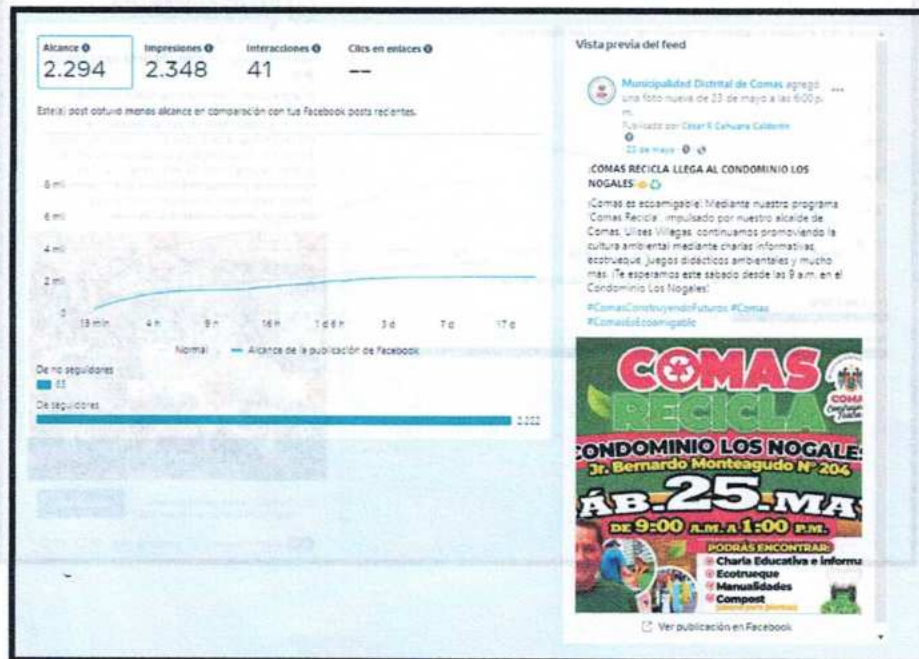 Alcance
Impresiones
Interacciones
Clics en enlaces
2.294
2.348
41
--
Este(a) post obtuvo menos alcance en comparación con tus Facebook posts recientes.
8 mil
6 mil
4 mil
2 mil
0
15 min
4 h
9 h
16 h
1 d 6 h
3 d
7 d
17 d
Normal
Alcance de la publicación de Facebook
De no seguidores
De seguidores
Vista previa del feed
Municipalidad Distrital de Comas agregó
una foto nueva de 23 de mayo a las 6:00 p.
m.
Publicado por César R Cahuara Calderón
23 de mayo
¡COMAS RECICLA LLEGA AL CONDOMINIO LOS
NOGALES!
¡Comas es ecoamigable! Mediante nuestro programa
"Comas Recicla", impulsado por nuestro alcalde de
Comas, Ulises Villegas, continuamos promoviendo la
cultura ambiental mediante charlas informativas,
ecotrueque, juegos didácticos ambientales y mucho
más. ¡Te esperamos este sábado desde las 9 a.m. en el
Condominio Los Nogales!
#ComasConstruyendoFuturos #Comas
#ComasEsEcoamigable
COMAS
RECICLA
CONDOMINIO LOS NOGALES
Jr. Bernardo Monteagudo N° 204
ÁB. 25. MA
DE 9:00 A.M. A 1:00 P.M.
PODRÁS ENCONTRAR:
Charla Educativa e informa
Ecotrueque
Manualidades
Compost
Ver publicación en Facebook